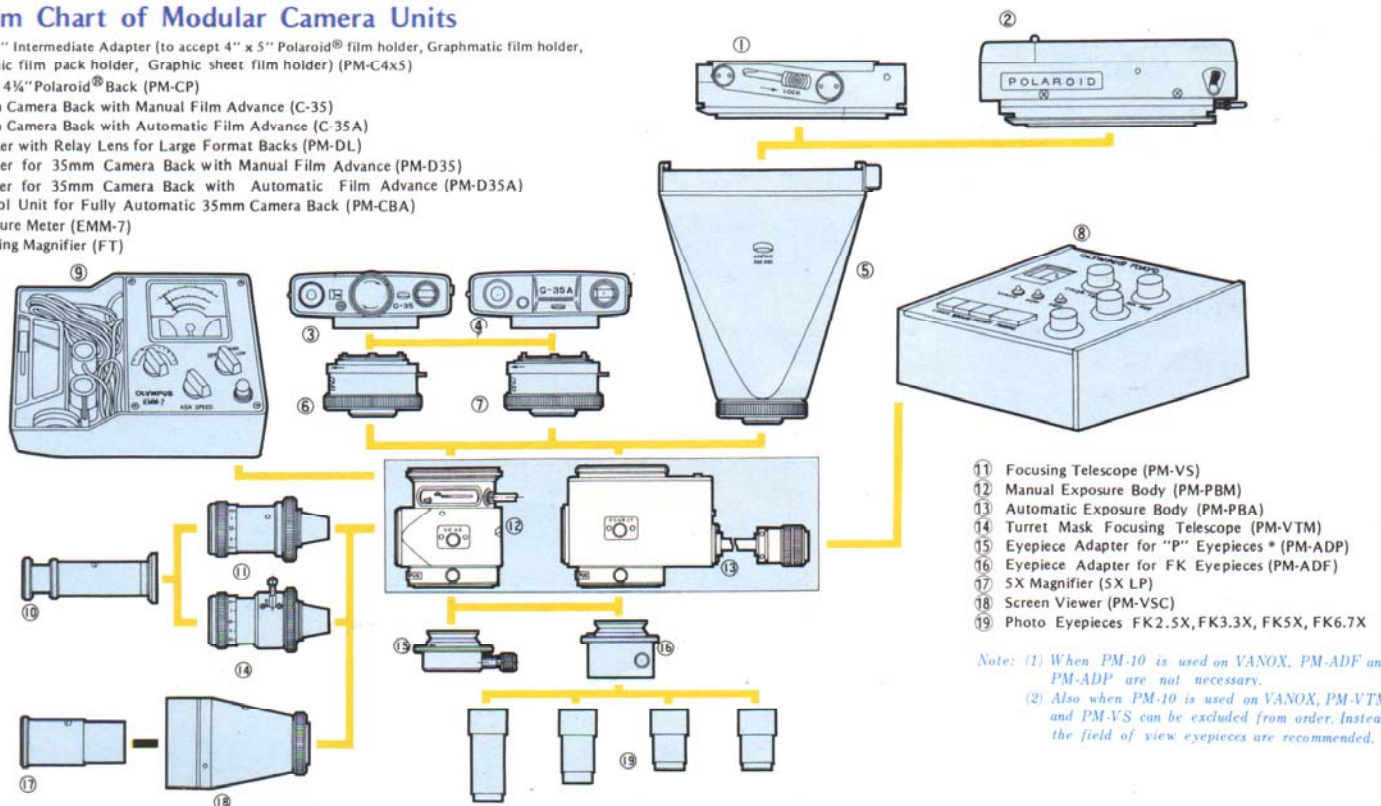 m Chart of Modular Camera Units
" Intermediate Adapter (to accept 4" x 5" Polaroid® film holder, Graphmatic film holder,
ic film pack holder, Graphic sheet film holder) (PM-C4x5)
4¼" Polaroid® Back (PM-CP)
Camera Back with Manual Film Advance (C-35)
Camera Back with Automatic Film Advance (C-35A)
er with Relay Lens for Large Format Backs (PM-DL)
er for 35mm Camera Back with Manual Film Advance (PM-D35)
er for 35mm Camera Back with Automatic Film Advance (PM-D35A)
ol Unit for Fully Automatic 35mm Camera Back (PM-CBA)
ure Meter (EMM-7)
ing Magnifier (FT)
①
LOCK
②
POLAROID
③
C-35
④
C-35A
⑤
⑥
⑦
⑧
OLYMPUS TOKYO
⑨
OFF
OLYMPUS
EMM-7
ASA SPEED
⑩
⑪
⑫
⑬
⑭
⑮
⑯
⑰
⑱
⑲
⑪ Focusing Telescope (PM-VS)
⑫ Manual Exposure Body (PM-PBM)
⑬ Automatic Exposure Body (PM-PBA)
⑭ Turret Mask Focusing Telescope (PM-VTM)
⑮ Eyepiece Adapter for "P" Eyepieces * (PM-ADP)
⑯ Eyepiece Adapter for FK Eyepieces (PM-ADF)
⑰ 5X Magnifier (5X LP)
⑱ Screen Viewer (PM-VSC)
⑲ Photo Eyepieces FK2.5X, FK3.3X, FK5X, FK6.7X
Note: (1) When PM-10 is used on VANOX, PM-ADF an
PM-ADP are not necessary.
(2) Also when PM-10 is used on VANOX, PM-VTM
and PM-VS can be excluded from order. Instea
the field of view eyepieces are recommended.